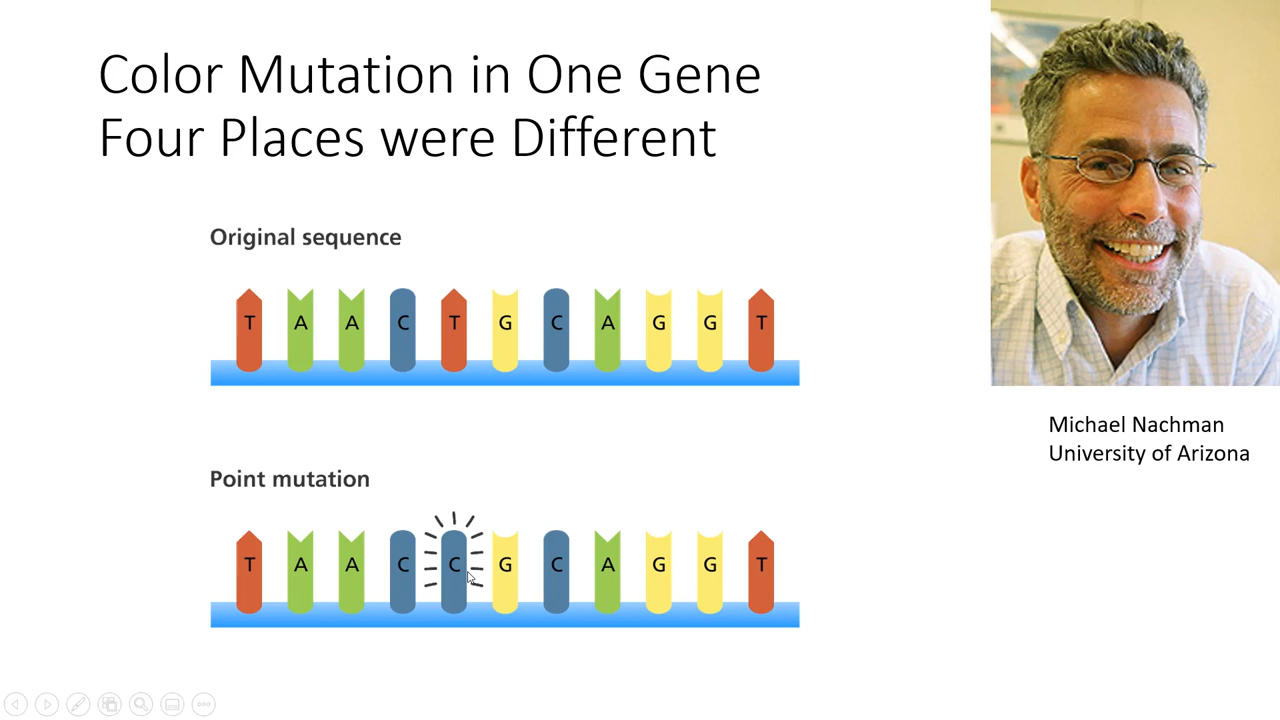 Color Mutation in One Gene
Four Places were Different
Original sequence
T A A C T G C A G G T
Michael Nachman
University of Arizona
Point mutation
T A A C C G C A G G T